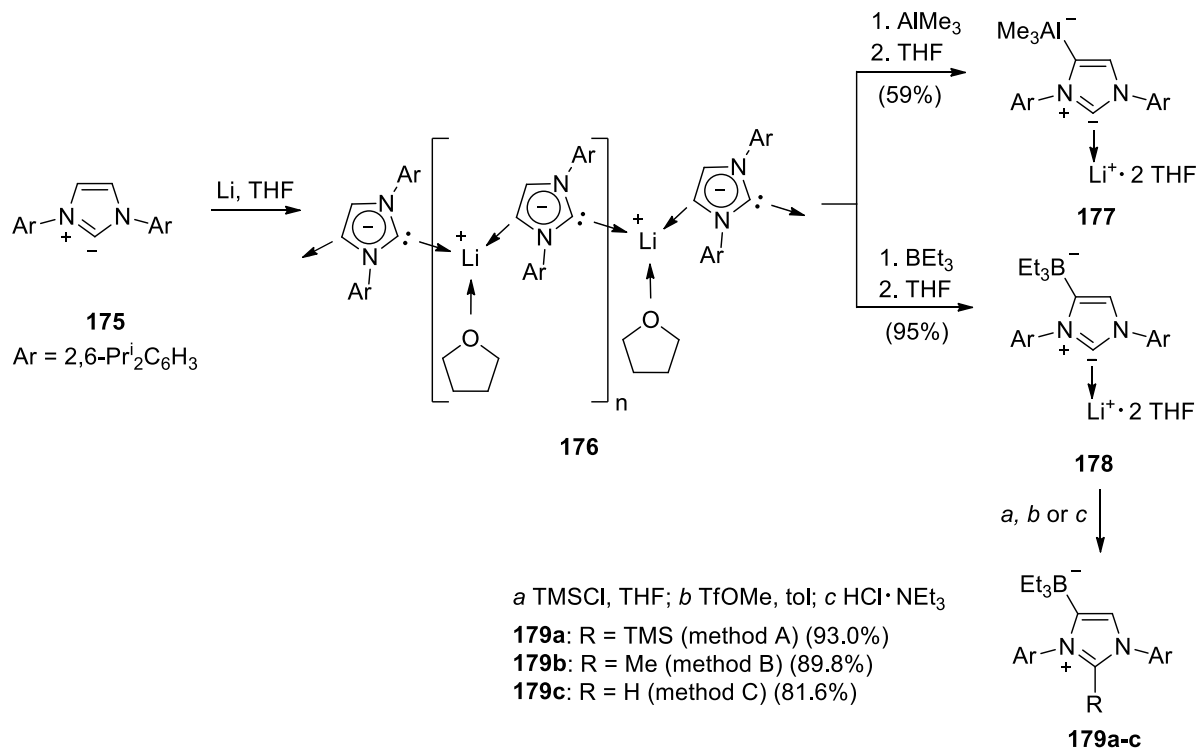 Ar
N
+
N
Ar
−
175
Ar = 2,6-Prⁱ₂C₆H₃
Li, THF
Ar
N
−
:
N
Ar
+
Li
O
Ar
N
−
:
N
Ar
n
+
Li
O
Ar
N
−
:
N
Ar
176
1. AlMe₃
2. THF
(59%)
1. BEt₃
2. THF
(95%)
Me₃Al −
Ar
N
+
N
Ar
−
Li⁺· 2 THF
177
Et₃B −
Ar
N
+
N
Ar
−
Li⁺· 2 THF
178
a, b or c
a TMSCl, THF; b TfOMe, tol; c HCl· NEt₃
179a: R = TMS (method A) (93.0%)
179b: R = Me (method B) (89.8%)
179c: R = H (method C) (81.6%)
Et₃B −
Ar
N
+
N
Ar
R
179a-c